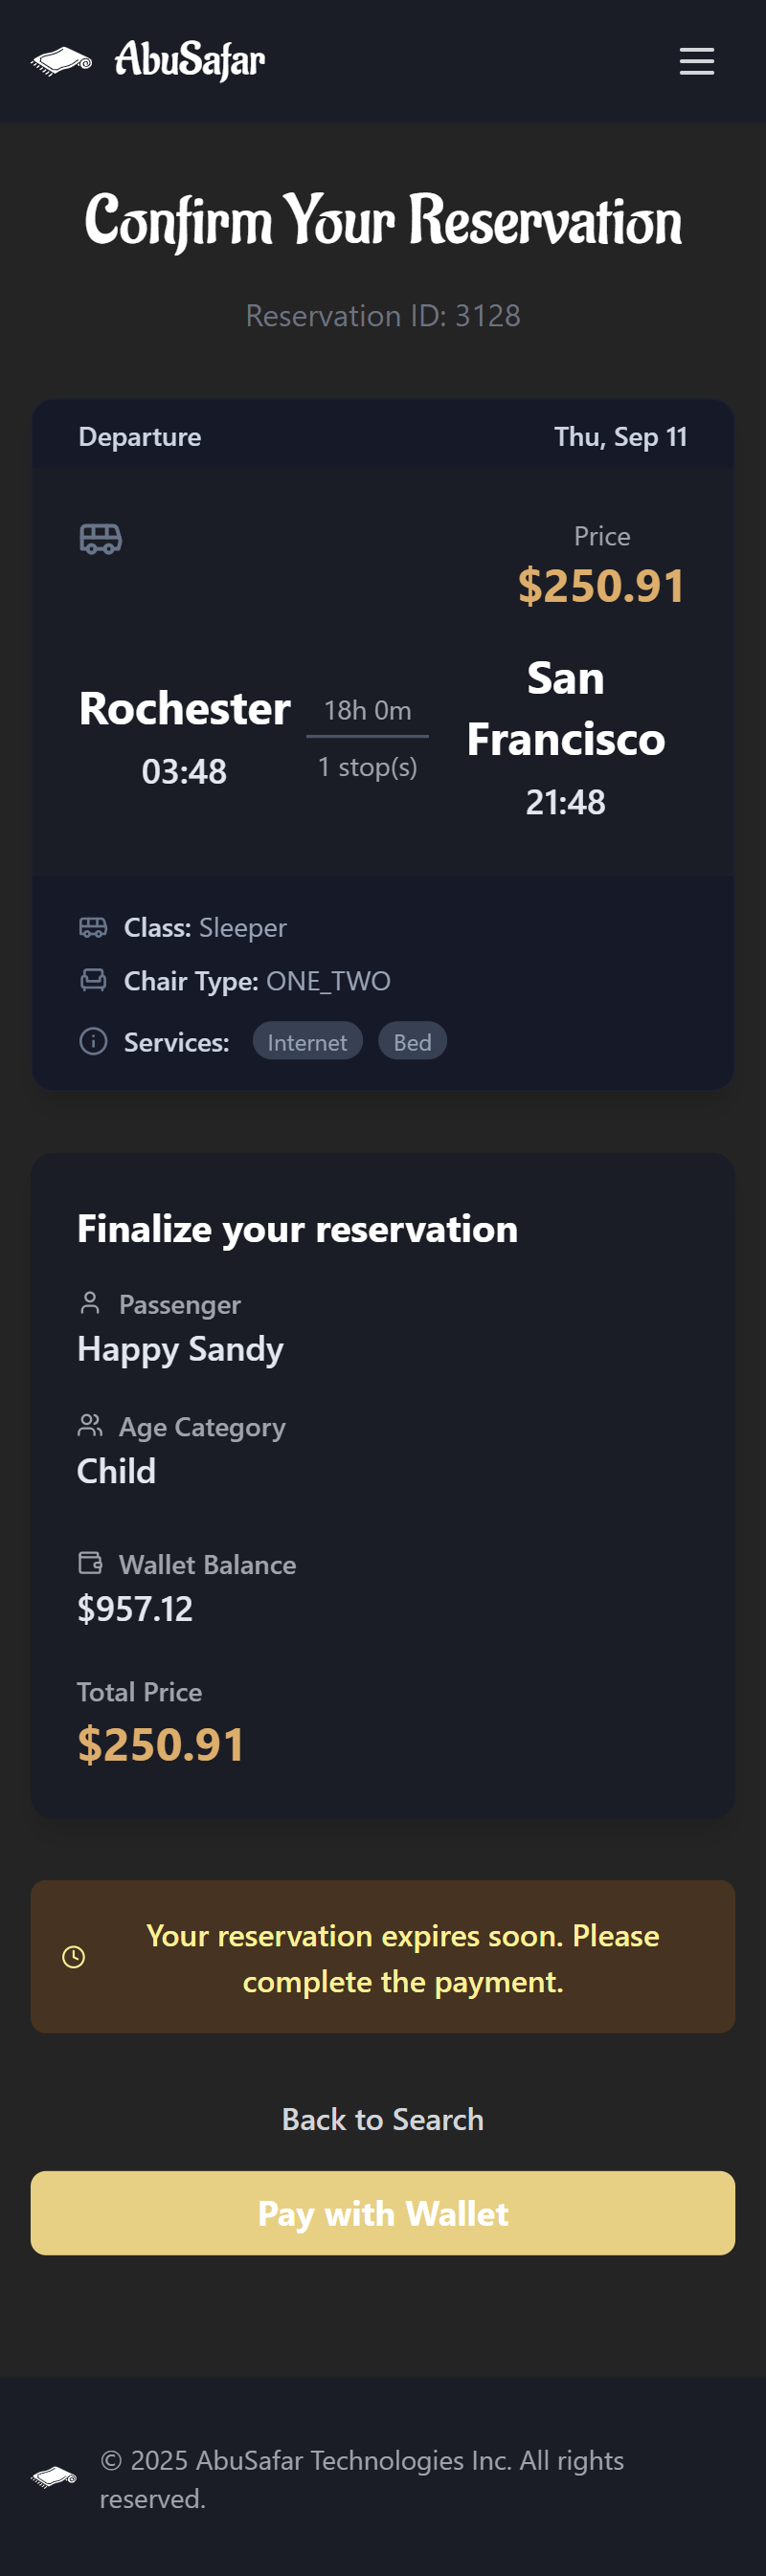 AbuSafar
Confirm Your Reservation
Reservation ID: 3128
Departure
Thu, Sep 11
Price
$250.91
Rochester
03:48
18h 0m
1 stop(s)
San
Francisco
21:48
Class: Sleeper
Chair Type: ONE_TWO
Services: Internet Bed
Finalize your reservation
Passenger
Happy Sandy
Age Category
Child
Wallet Balance
$957.12
Total Price
$250.91
Your reservation expires soon. Please
complete the payment.
Back to Search
Pay with Wallet
© 2025 AbuSafar Technologies Inc. All rights
reserved.